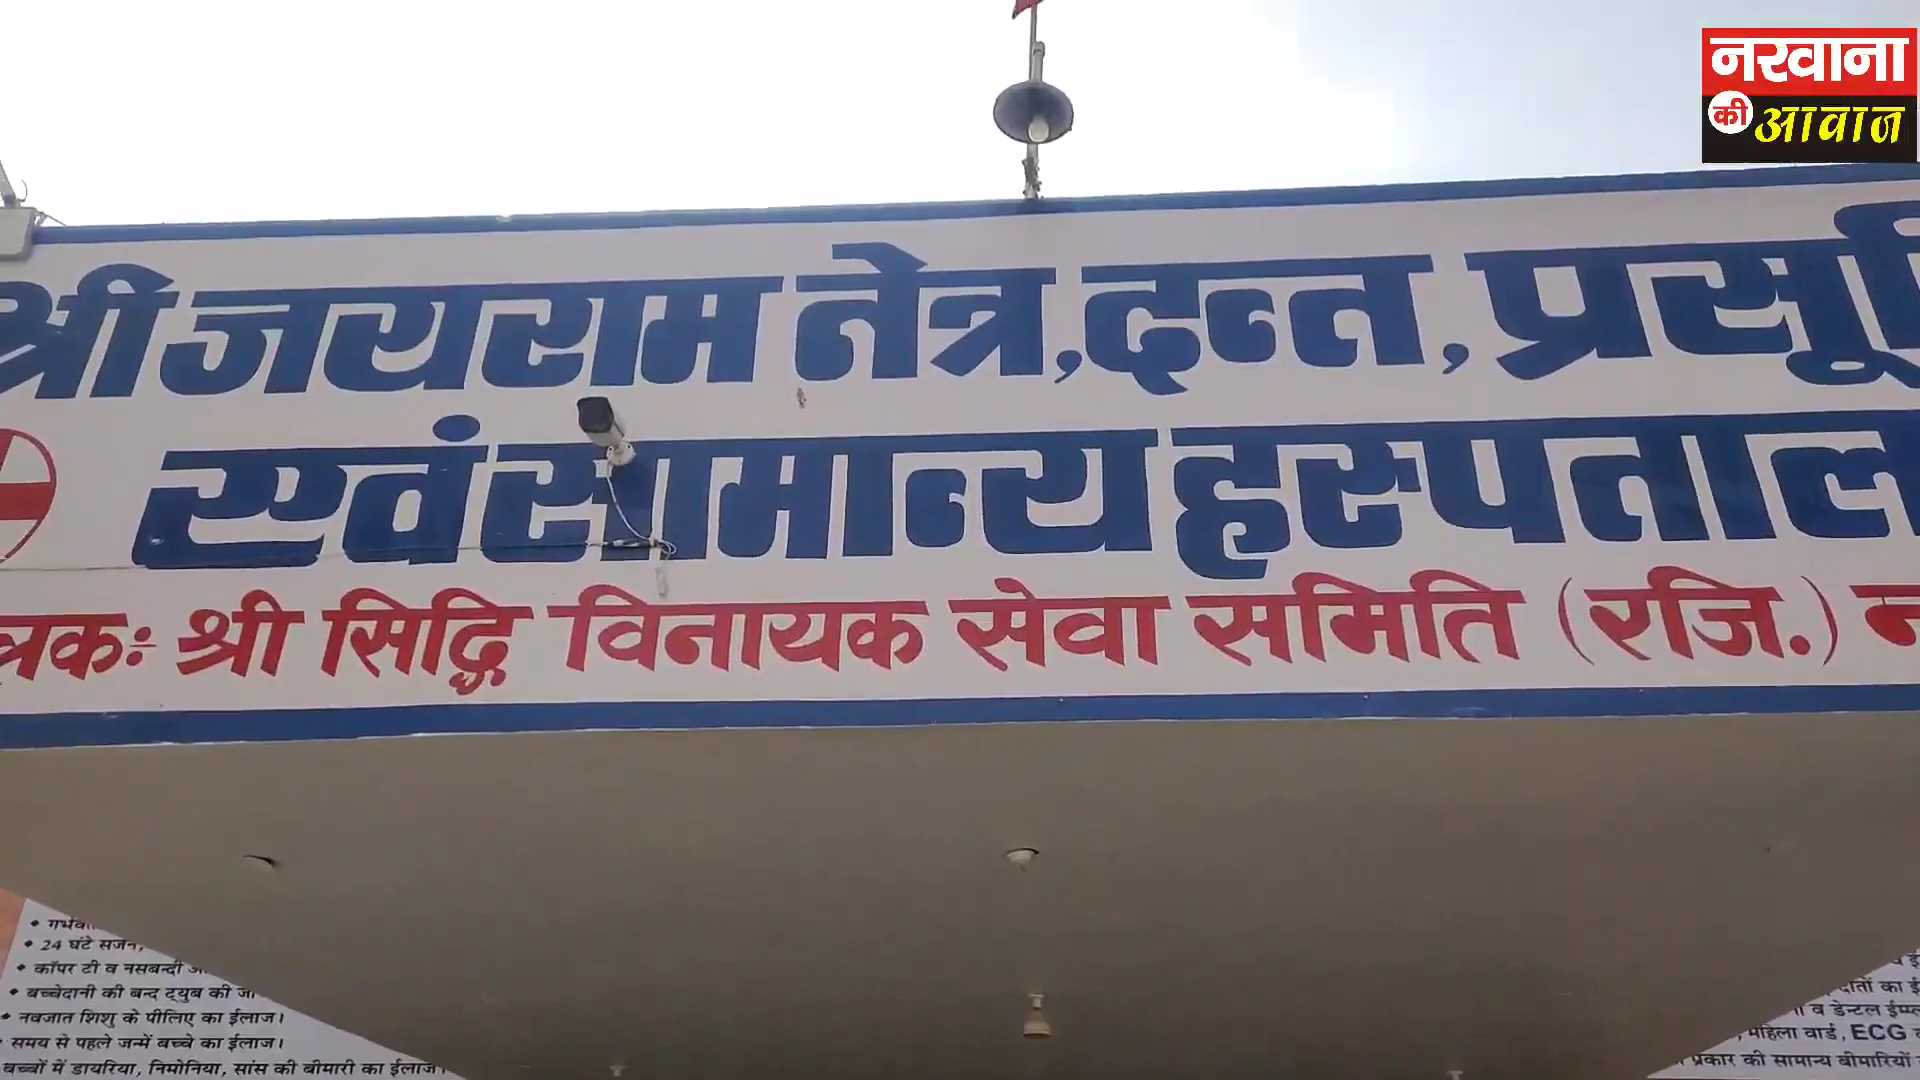 नरवाना
की आवाज
श्री जयराम नेत्र, दन्त, प्रसूति
एवं सामान्य हस्पताल
श्री सिद्धि विनायक सेवा समिति (रजि.)
24 घंटे सर्जन,
कॉपर टी व नसबन्दी
बच्चेदानी की बन्द ट्युब की
नवजात शिशु के पीलिए का ईलाज।
समय से पहले जन्में बच्चे का ईलाज।
बच्चों में डायरिया, निमोनिया, सांस की बीमारी का ईलाज।
दांतों का
व डेन्टल
महिला वार्ड, ECG
प्रकार की सामान्य बीमारियों